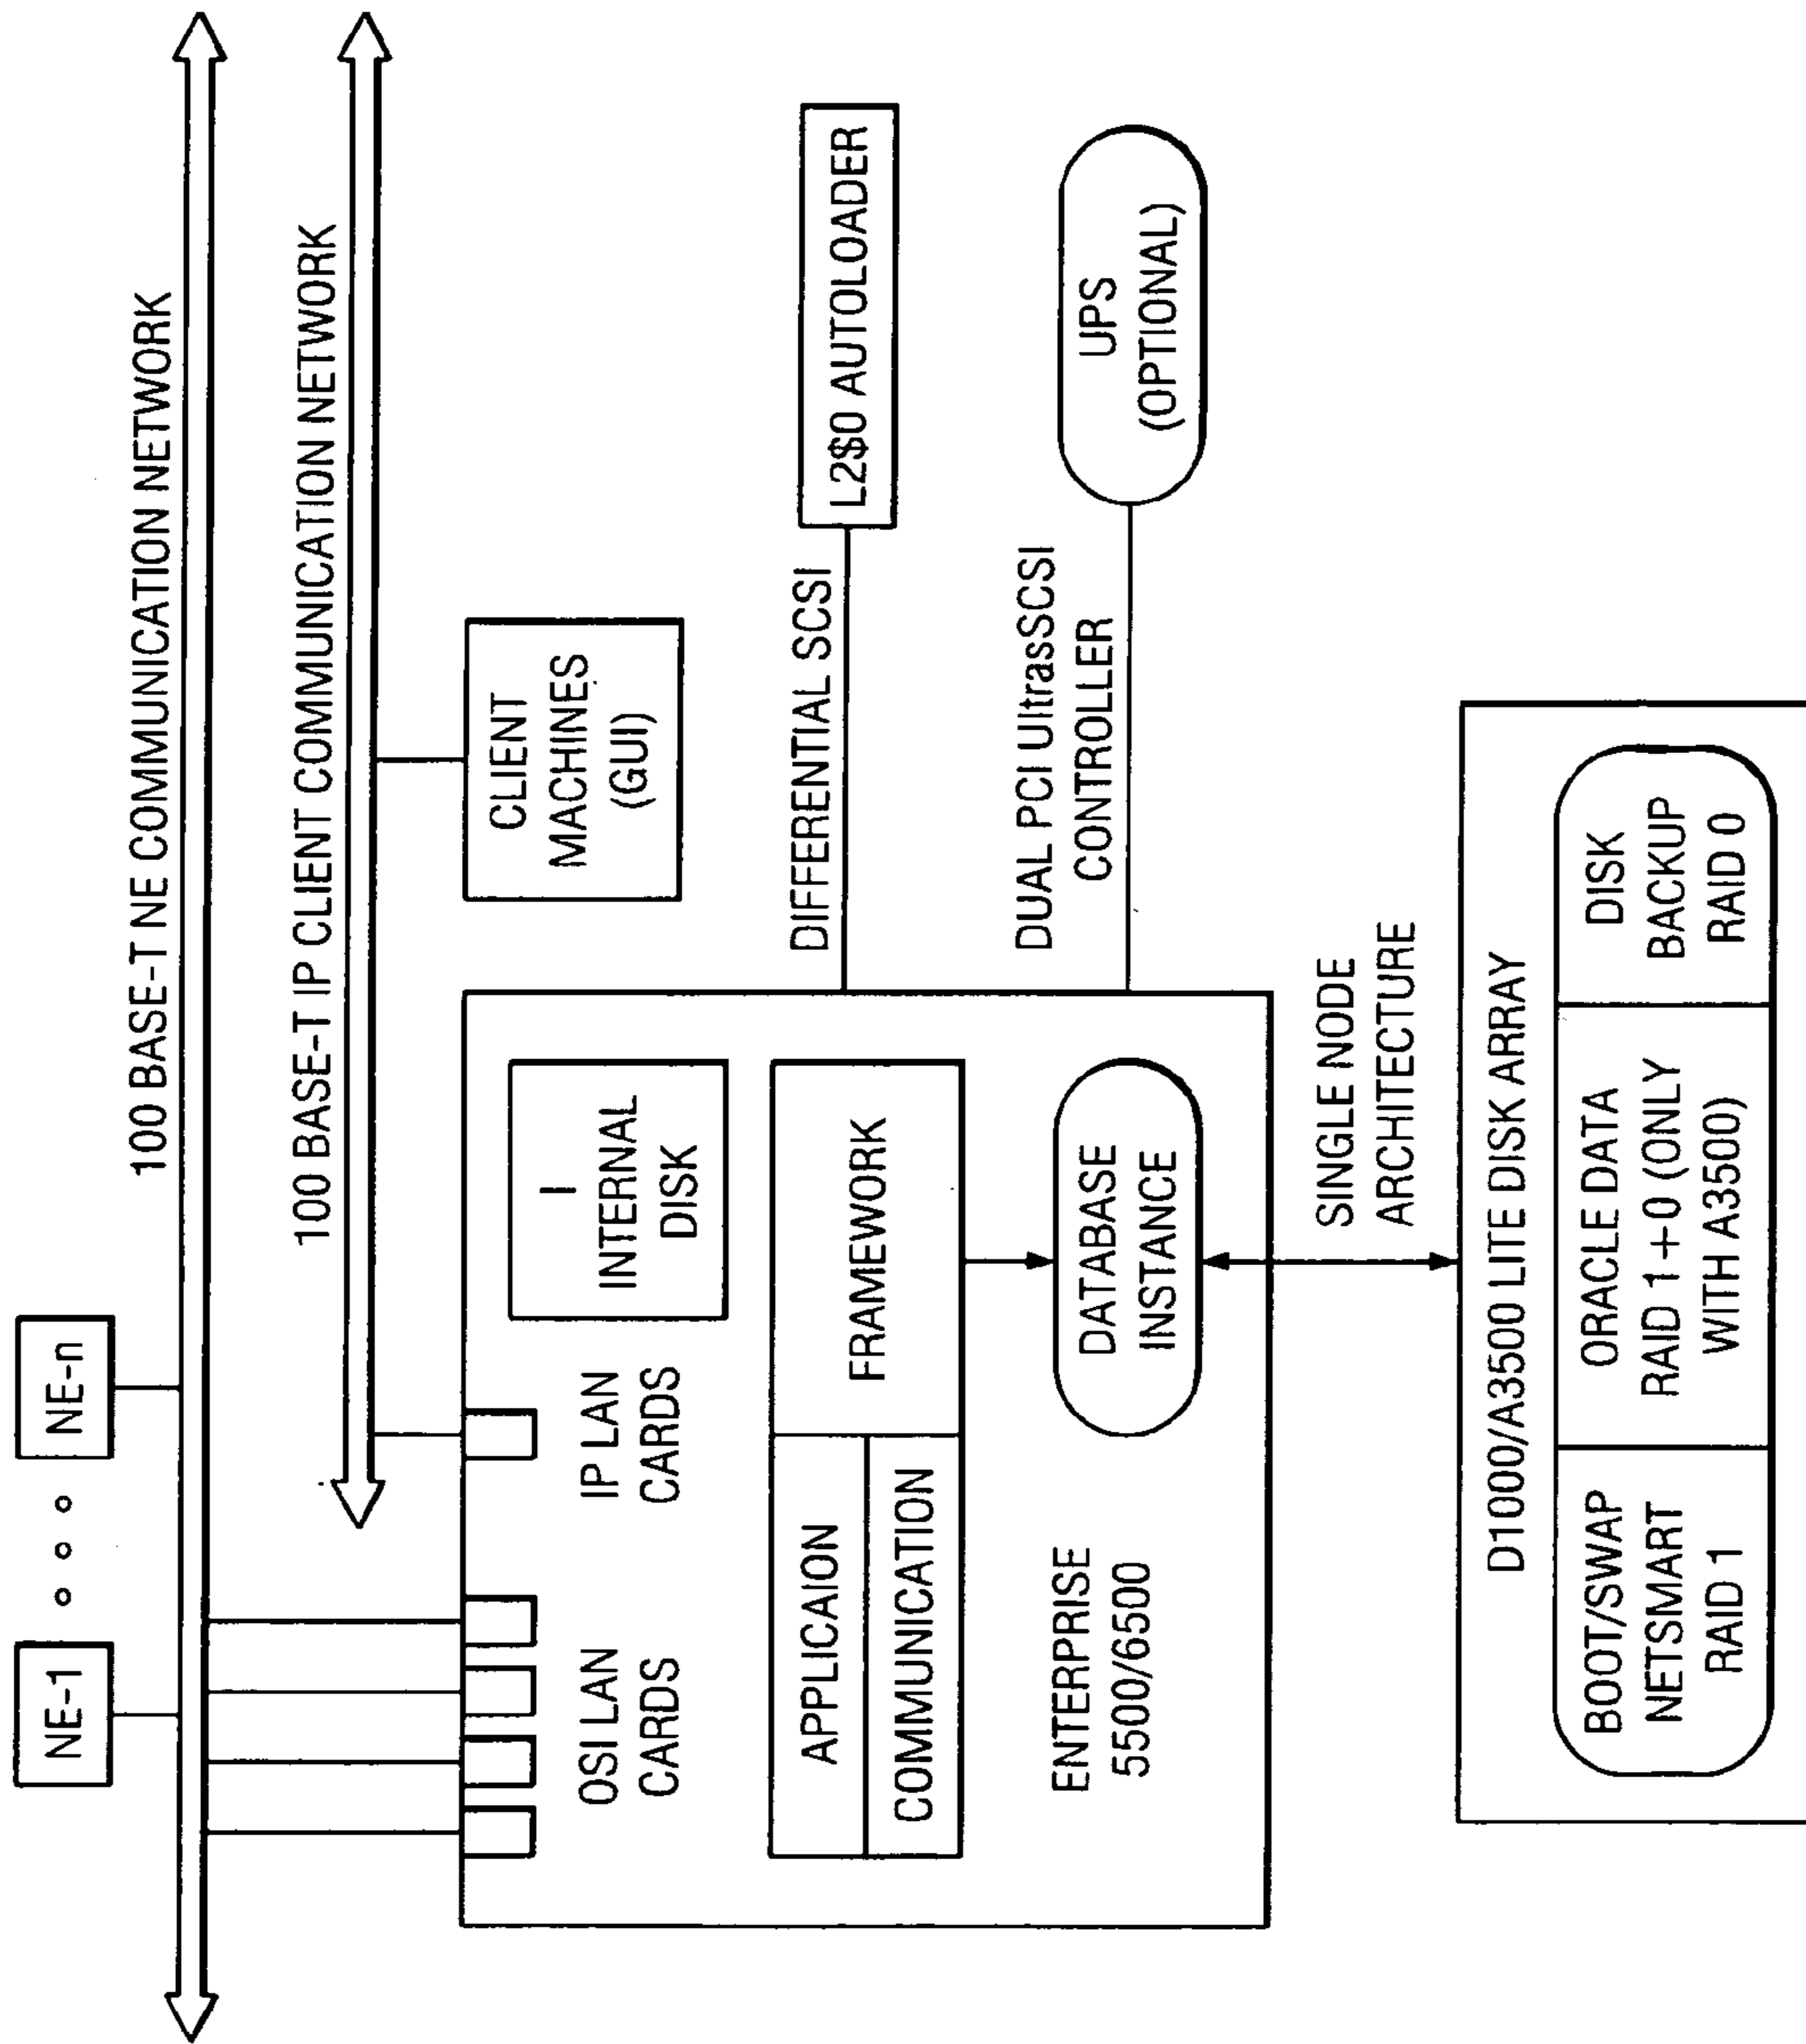 NE-1
NE-n
100 BASE-T NE COMMUNICATION NETWORK
100 BASE-T IP CLIENT COMMUNICATION NETWORK
OSI LAN
CARDS
IP LAN
CARDS
I
INTERNAL
DISK
CLIENT
MACHINES
(GUI)
APPLICAION
COMMUNICATION
FRAMEWORK
DIFFERENTIAL SCSI
L2$0 AUTOLOADER
ENTERPRISE
5500/6500
DATABASE
INSTANCE
DUAL PCI UltrasSCSI
CONTROLLER
UPS
(OPTIONAL)
SINGLE NODE
ARCHITECTURE
D1000/A3500 LITE DISK ARRAY
BOOT/SWAP
NETSMART
RAID 1
ORACLE DATA
RAID 1+0 (ONLY
WITH A3500)
DISK
BACKUP
RAID 0